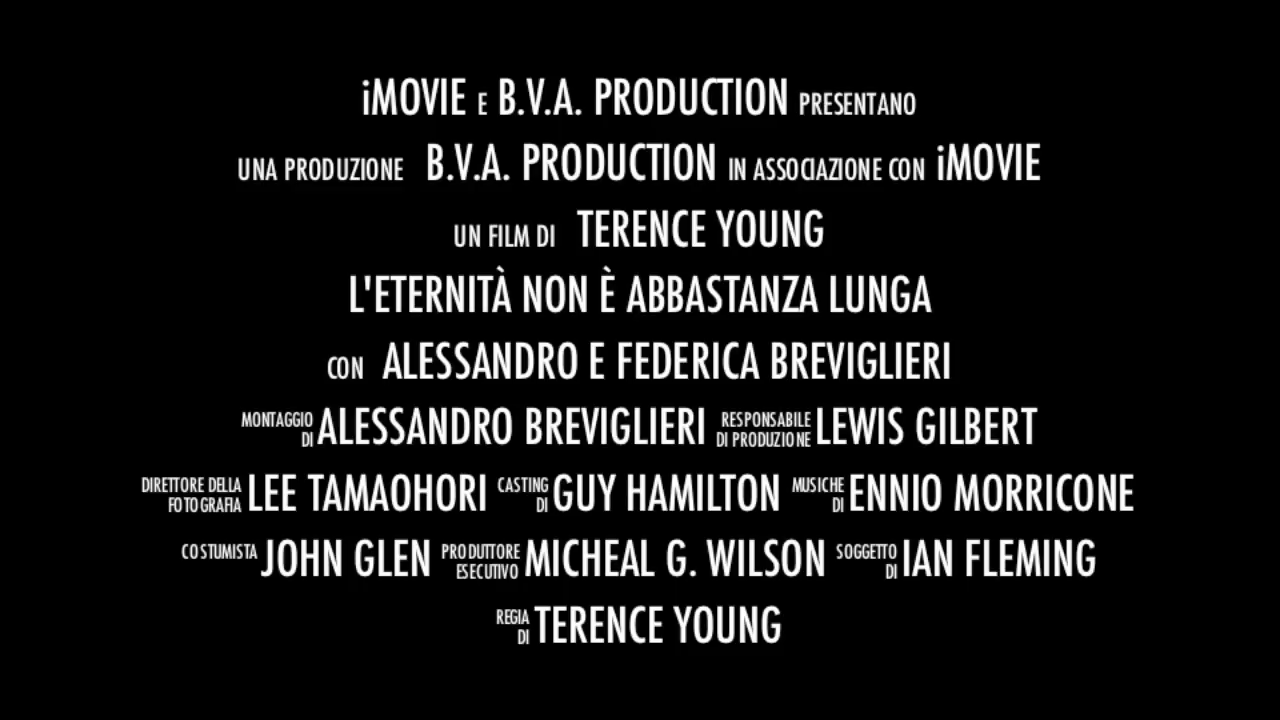 iMOVIE E B.V.A. PRODUCTION PRESENTANO
UNA PRODUZIONE B.V.A. PRODUCTION IN ASSOCIAZIONE CON iMOVIE
UN FILM DI TERENCE YOUNG
L'ETERNITÀ NON È ABBASTANZA LUNGA
CON ALESSANDRO E FEDERICA BREVIGLIERI
MONTAGGIO DI ALESSANDRO BREVIGLIERI RESPONSABILE DI PRODUZIONE LEWIS GILBERT
DIRETTORE DELLA FOTOGRAFIA LEE TAMAOHORI CASTING DI GUY HAMILTON MUSICHE DI ENNIO MORRICONE
COSTUMISTA JOHN GLEN PRODUTTORE ESECUTIVO MICHEAL G. WILSON SOGGETTO DI IAN FLEMING
REGIA DI TERENCE YOUNG